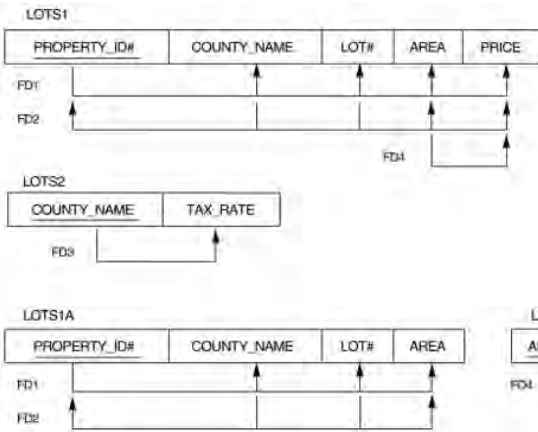 LOTS1
PROPERTY_ID# COUNTY_NAME LOT# AREA PRICE
FD1
FD2
FD4
LOTS2
COUNTY_NAME TAX_RATE
FD3
LOTS1A
PROPERTY_ID# COUNTY_NAME LOT# AREA
FD1
FD2
L
A
FD4